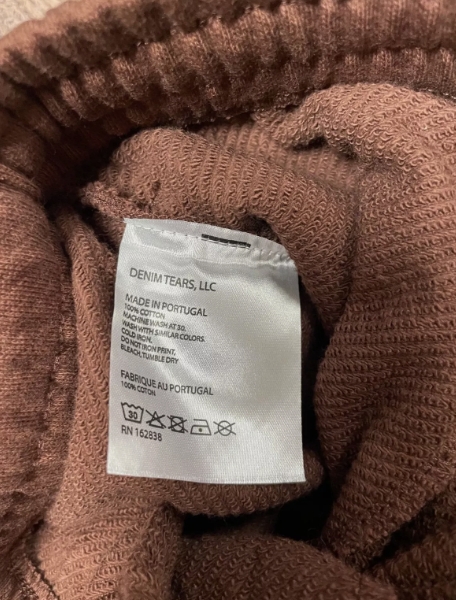 DENIM TEARS, LLC
MADE IN PORTUGAL
100% COTTON
MACHINE WASH AT 30.
WASH WITH SIMILAR COLORS.
COLD IRON.
DO NOT IRON PRINT,
BLEACH, TUMBLE DRY
FABRIQUE AU PORTUGAL
100% COTON.
30
RN 162838